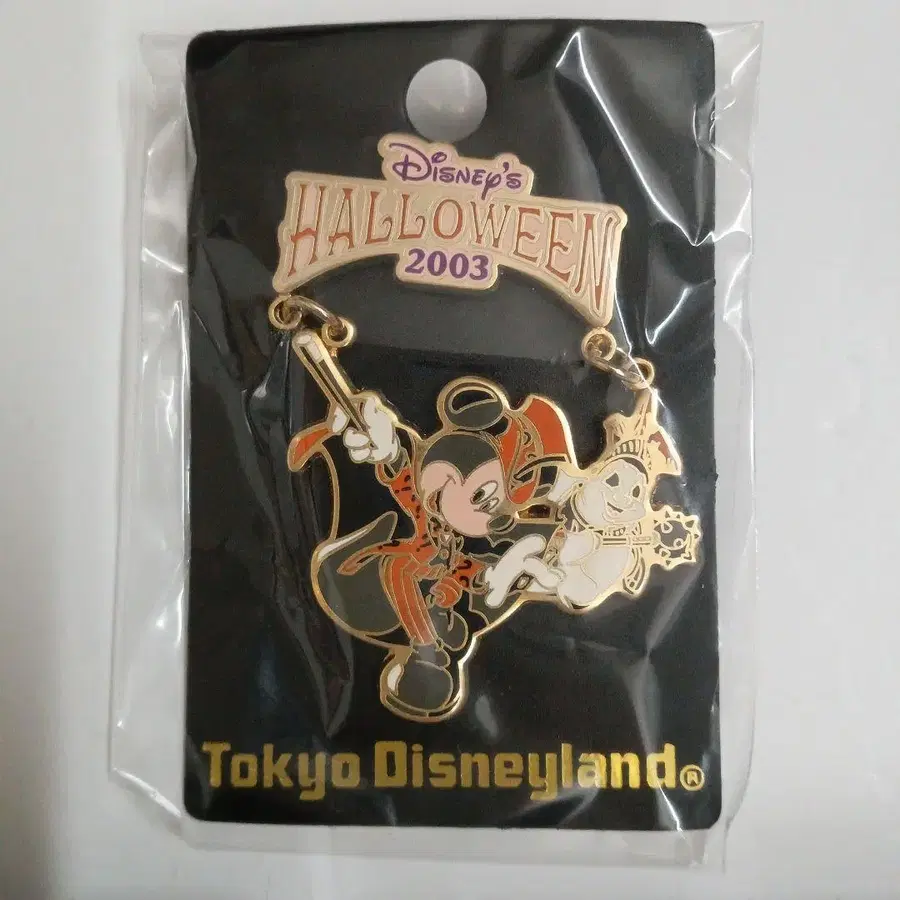 Disney's
HALLOWEEN
2003
Tokyo Disneyland®